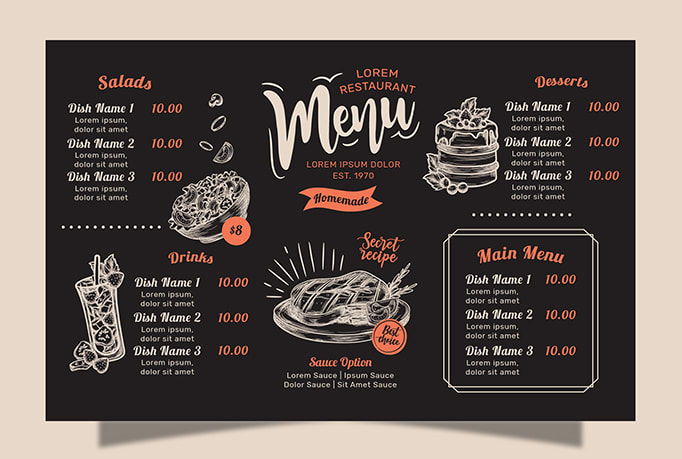 Salads
Dish Name 1 10.00
Lorem ipsum,
dolor sit amet
Dish Name 2 10.00
Lorem ipsum,
dolor sit amet
Dish Name 3 10.00
Lorem ipsum,
dolor sit amet
$8
Drinks
Dish Name 1 10.00
Lorem ipsum,
dolor sit amet
Dish Name 2 10.00
Lorem ipsum,
dolor sit amet
Dish Name 3 10.00
Lorem ipsum,
dolor sit amet
LOREM
RESTAURANT
Menu
LOREM IPSUM DOLOR
EST. 1970
Homemade
Secret
recipe
Best
choice
Sauce Option
Lorem Sauce | Ipsum Sauce
Dolor Sauce | Sit Amet Sauce
Desserts
Dish Name 1 10.00
Lorem ipsum,
dolor sit amet
Dish Name 2 10.00
Lorem ipsum,
dolor sit amet
Dish Name 3 10.00
Lorem ipsum,
dolor sit amet
Main Menu
Dish Name 1 10.00
Lorem ipsum,
dolor sit amet
Dish Name 2 10.00
Lorem ipsum,
dolor sit amet
Dish Name 3 10.00
Lorem ipsum,
dolor sit amet